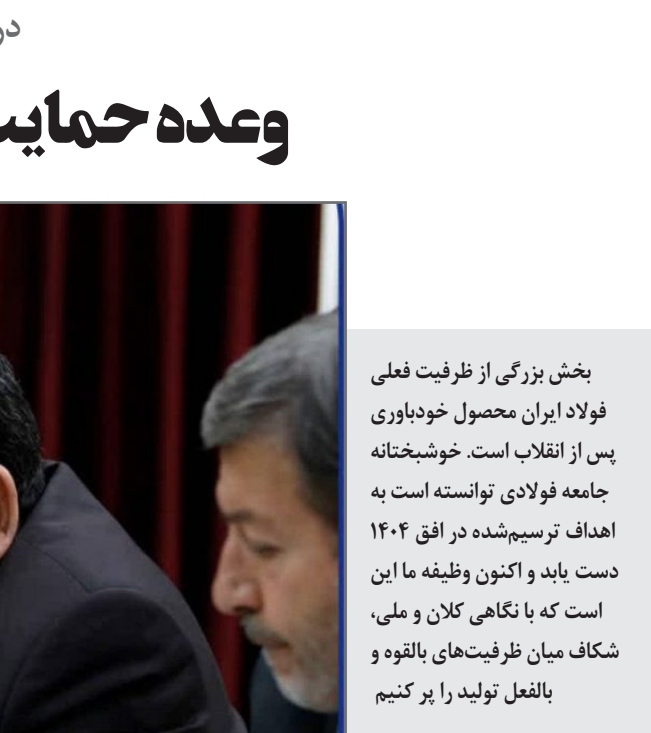 وعده
بخش بزرگی از ظرفیت فعلی
فولاد ایران محصول خودباوری
پس از انقلاب است. خوشبختانه
جامعه فولادی توانسته است به
اهداف ترسیم‌شده در افق ۱۴۰۴
دست یابد و اکنون وظیفه ما این
است که با نگاهی کلان و ملی،
شکاف میان ظرفیت‌های بالقوه و
بالفعل تولید را پر کنیم